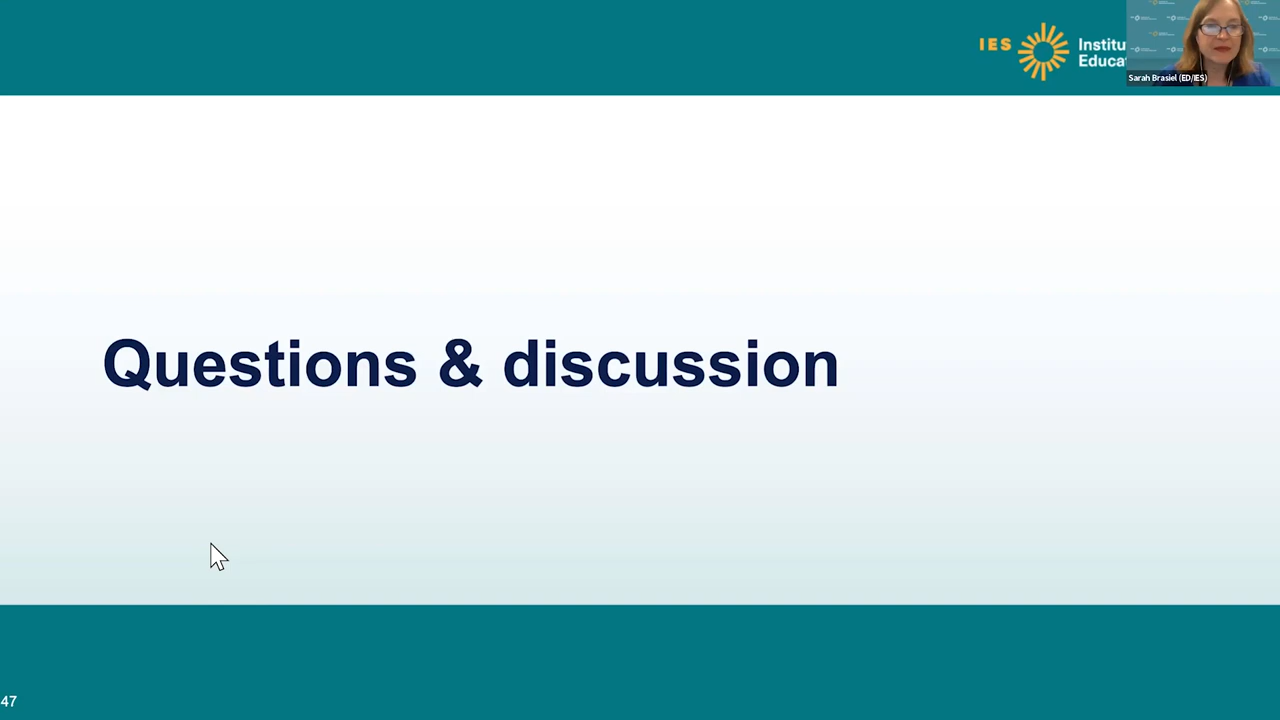 IES
Institu
Educa
Sarah Brasiel (ED/IES)
Questions & discussion
47